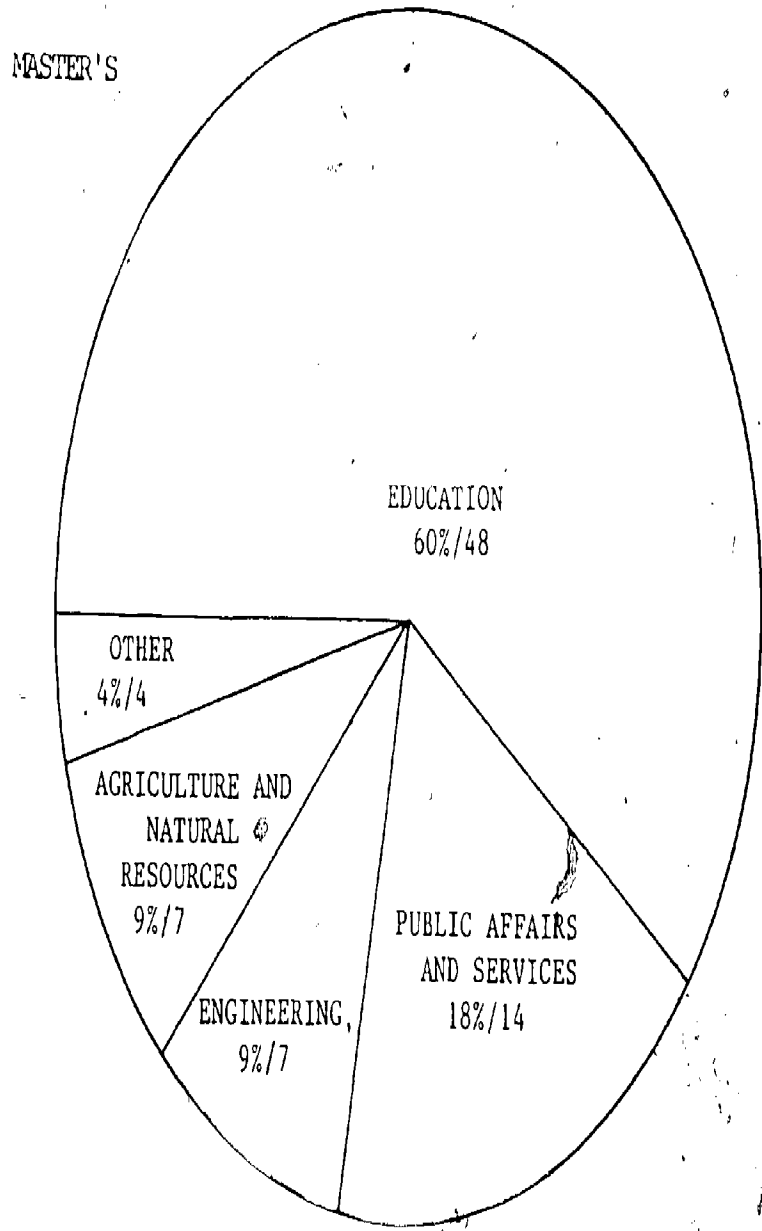 MASTER'S
EDUCATION
60%/48
OTHER
4%/4
AGRICULTURE AND
NATURAL
RESOURCES
9%/7
ENGINEERING,
9%/7
PUBLIC AFFAIRS
AND SERVICES
18%/14